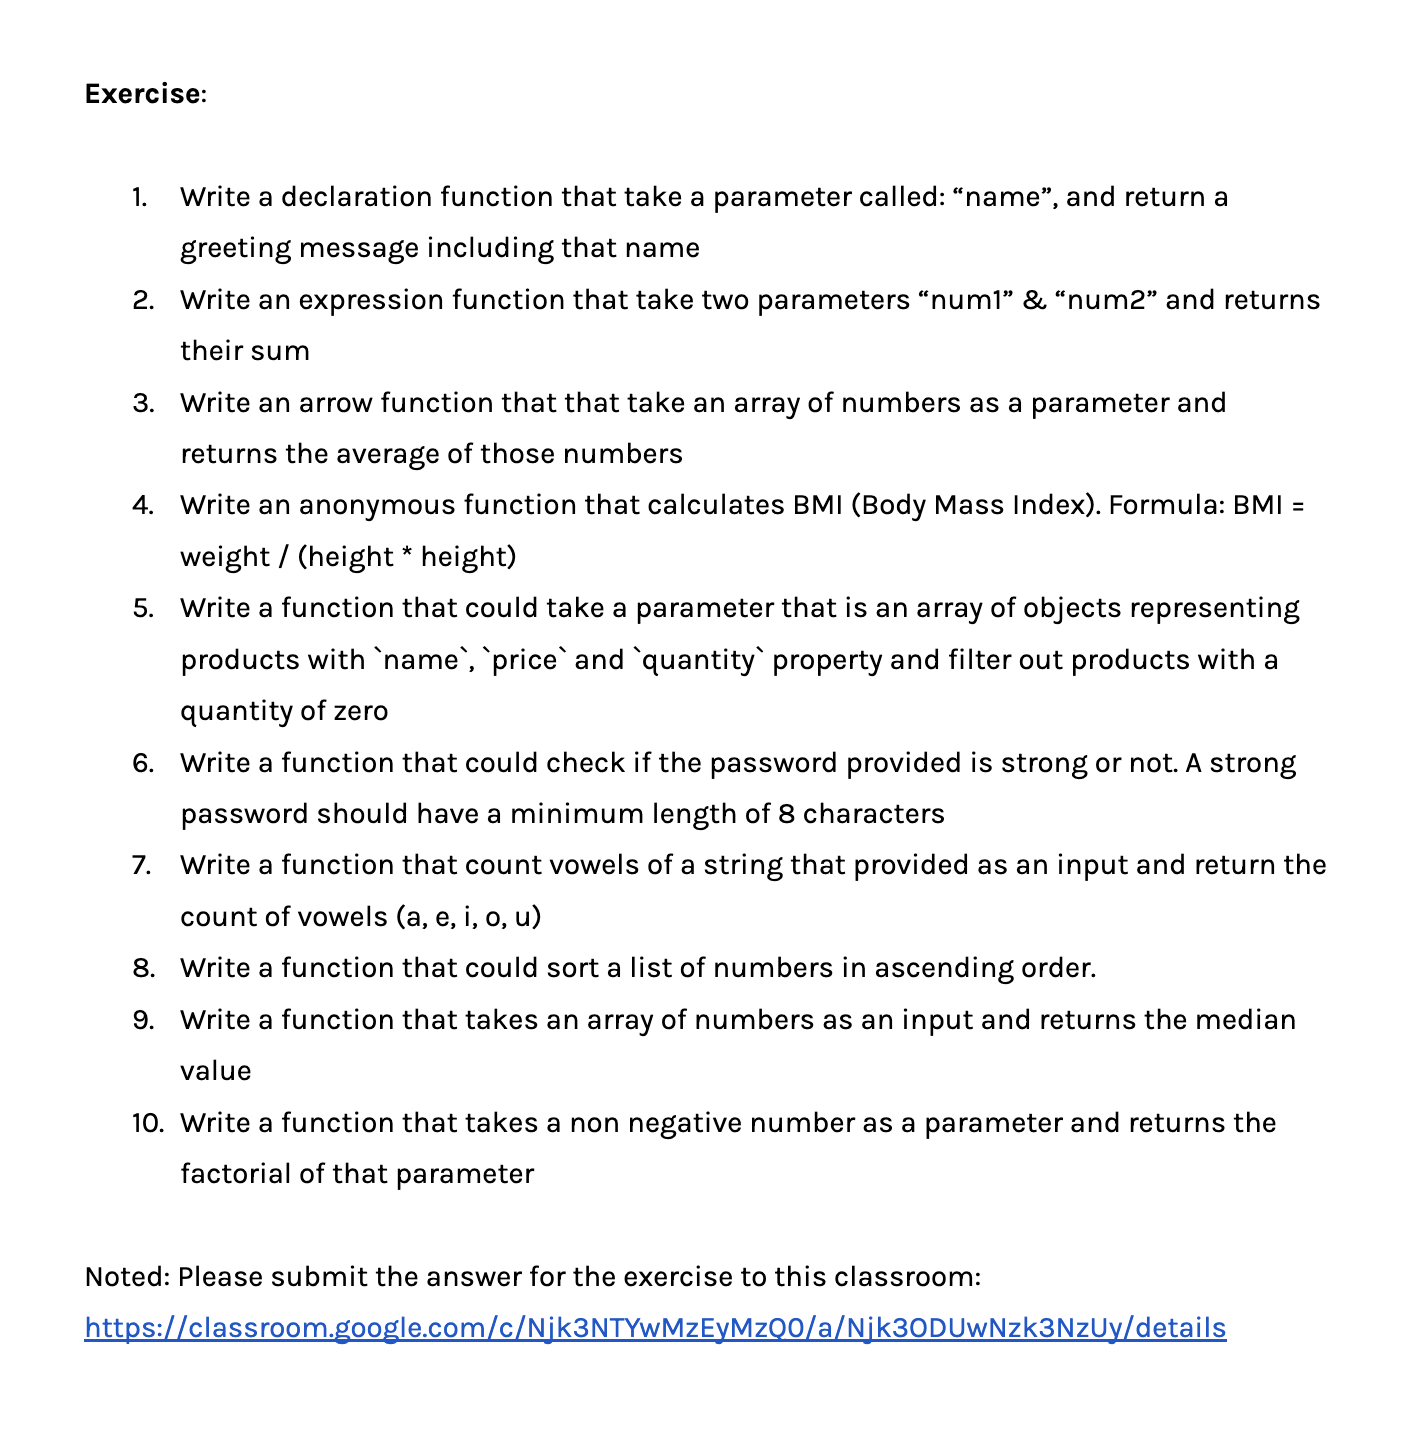 Exercise:
1. Write a declaration function that take a parameter called: “name”, and return a
greeting message including that name
2. Write an expression function that take two parameters “num1” & “num2” and returns
their sum
3. Write an arrow function that that take an array of numbers as a parameter and
returns the average of those numbers
4. Write an anonymous function that calculates BMI (Body Mass Index). Formula: BMI =
weight / (height * height)
5. Write a function that could take a parameter that is an array of objects representing
products with `name`, `price` and `quantity` property and filter out products with a
quantity of zero
6. Write a function that could check if the password provided is strong or not. A strong
password should have a minimum length of 8 characters
7. Write a function that count vowels of a string that provided as an input and return the
count of vowels (a, e, i, o, u)
8. Write a function that could sort a list of numbers in ascending order.
9. Write a function that takes an array of numbers as an input and returns the median
value
10. Write a function that takes a non negative number as a parameter and returns the
factorial of that parameter
Noted: Please submit the answer for the exercise to this classroom:
https://classroom.google.com/c/Njk3NTYwMzEyMzQ0/a/Njk3ODUwNzk3NzUy/details